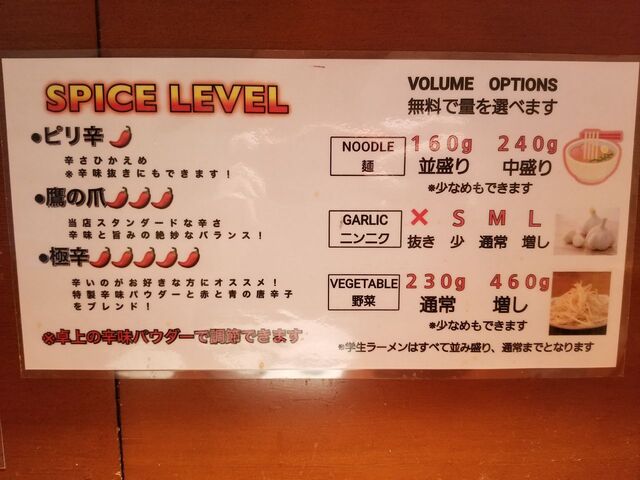 SPICE LEVEL
●ピリ辛
辛さひかえめ
※辛味抜きにもできます！
●鷹の爪
当店スタンダードな辛さ
辛味と旨みの絶妙なバランス！
●極辛
辛いのがお好きな方にオススメ！
特製辛味パウダーと赤と青の唐辛子
をブレンド！
※卓上の辛味パウダーで調節できます
VOLUME OPTIONS
無料で量を選べます
NOODLE 160g 240g
麺 並盛り 中盛り
※少なめもできます
GARLIC × S M L
ニンニク 抜き 少 通常 増し
VEGETABLE 230g 460g
野菜 通常 増し
※少なめもできます
※学生ラーメンはすべて並み盛り、通常までとなります